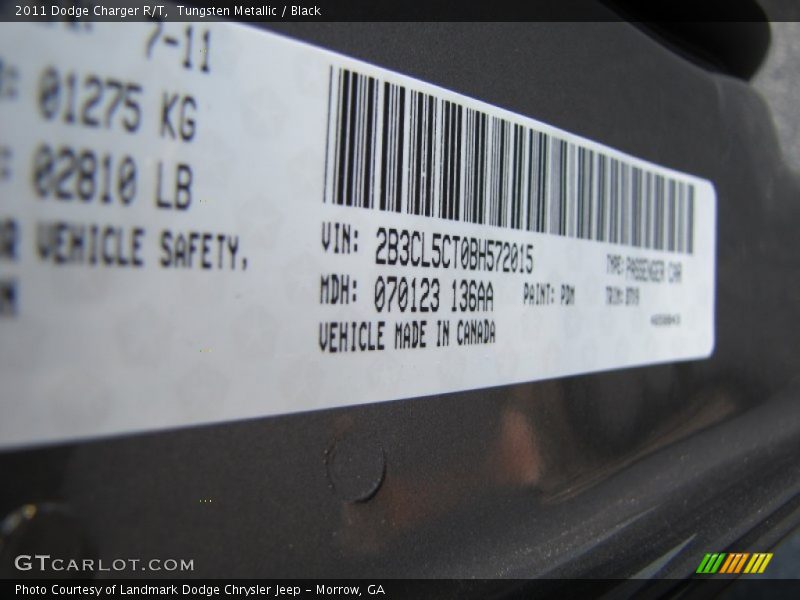 2011 Dodge Charger R/T, Tungsten Metallic / Black
7-11
01275 KG
02810 LB
VEHICLE SAFETY,
VIN: 2B3CL5CT0BH572015
TYPE: PASSENGER CAR
MDH: 070123 136AA PAINT: PDM
TRIM:
VEHICLE MADE IN CANADA
GTCARLOT.COM
Photo Courtesy of Landmark Dodge Chrysler Jeep – Morrow, GA